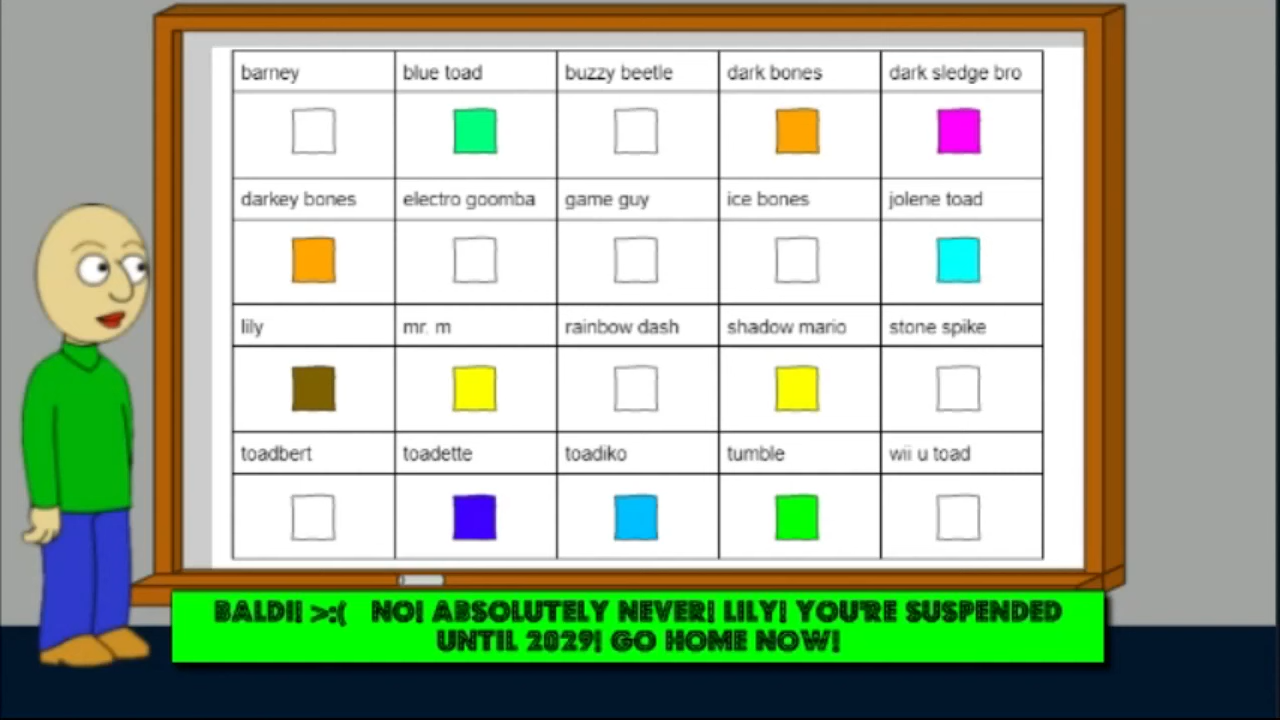 barney blue toad buzzy beetle dark bones dark sledge bro
darkey bones electro goomba game guy ice bones jolene toad
lily mr. m rainbow dash shadow mario stone spike
toadbert toadette toadiko tumble wii u toad
BALDI! >:( NO! ABSOLUTELY NEVER! LILY! YOU'RE SUSPENDED
UNTIL 2029! GO HOME NOW!